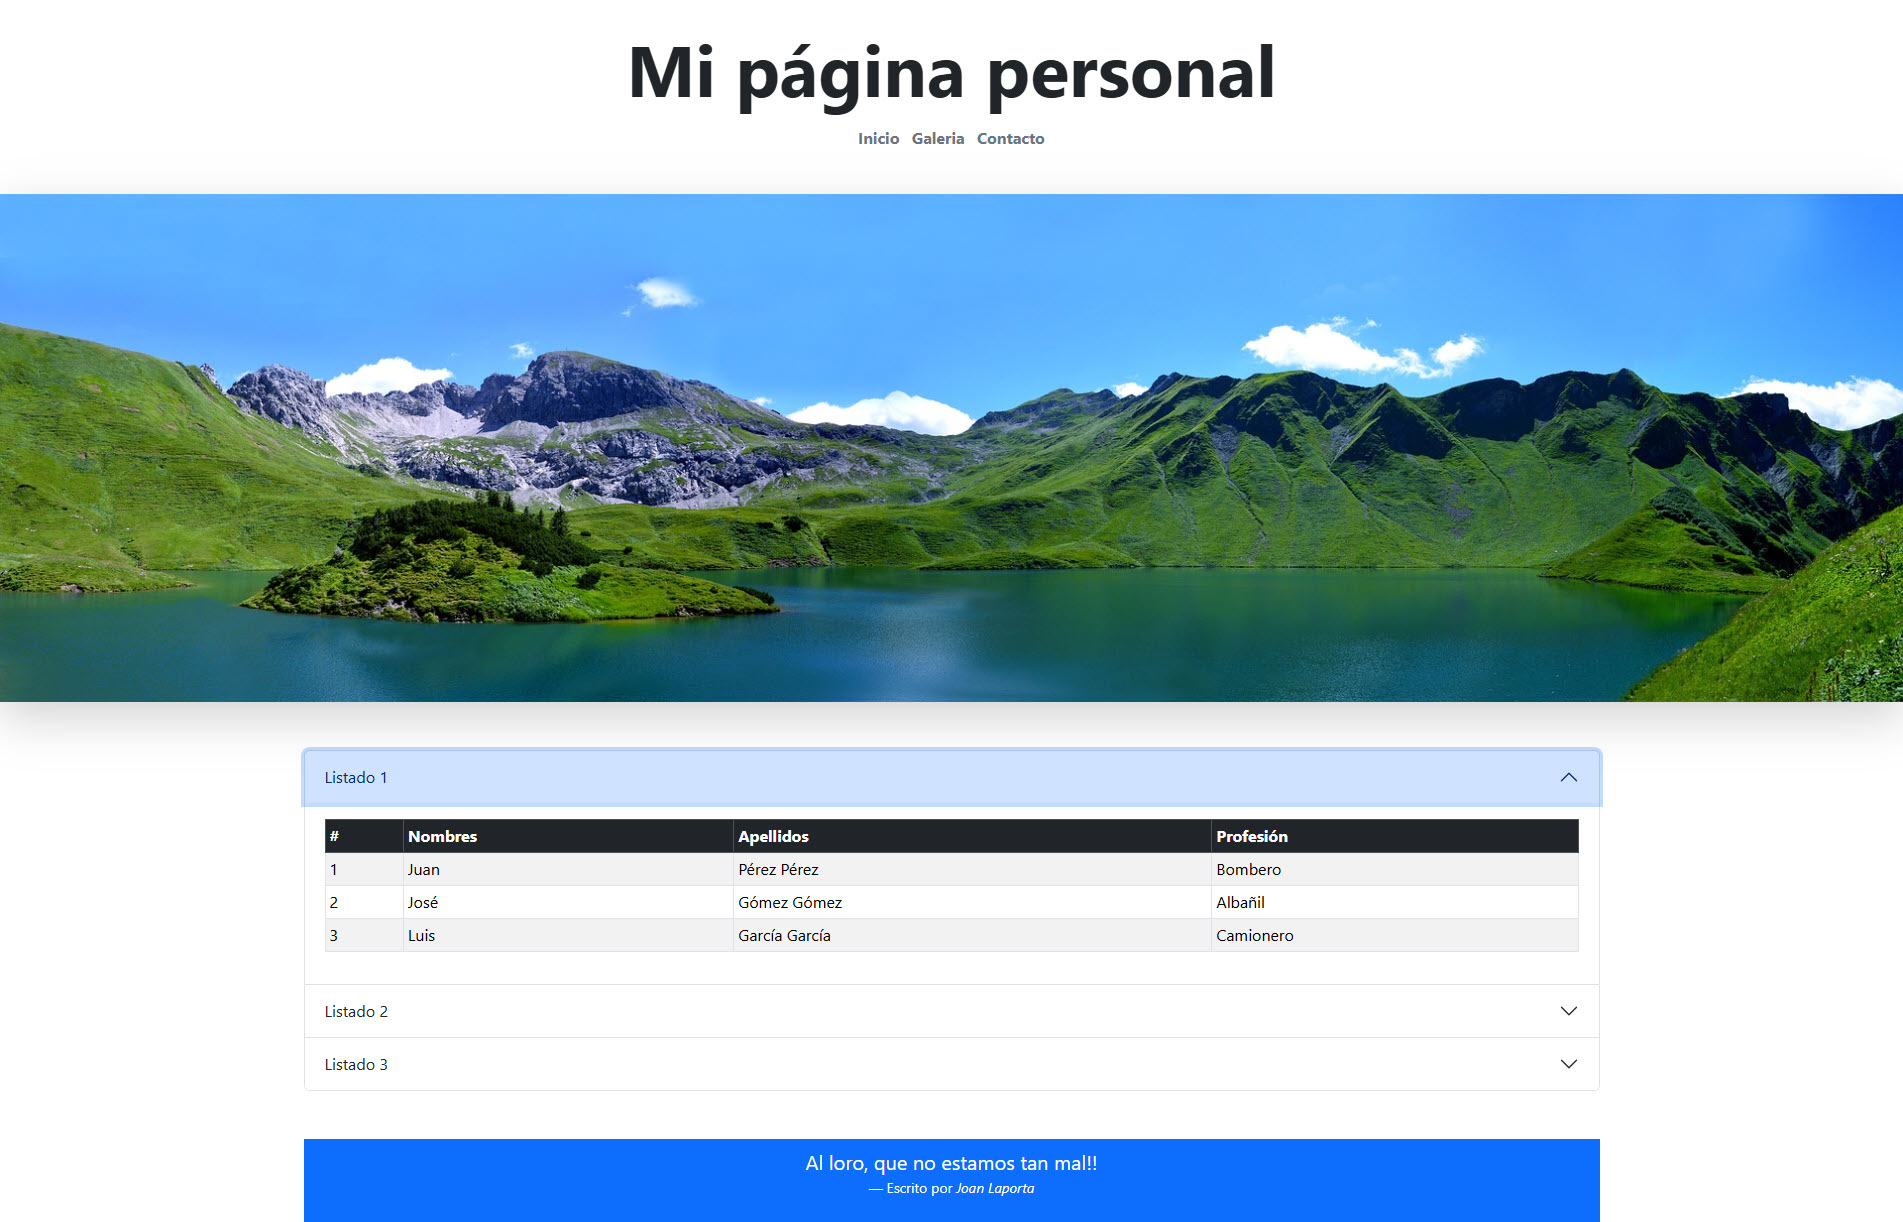 Mi página personal
Inicio Galeria Contacto
Listado 1
# Nombres Apellidos Profesión
1 Juan Pérez Pérez Bombero
2 José Gómez Gómez Albañil
3 Luis García García Camionero
Listado 2
Listado 3
Al loro, que no estamos tan mal!!
— Escrito por Joan Laporta